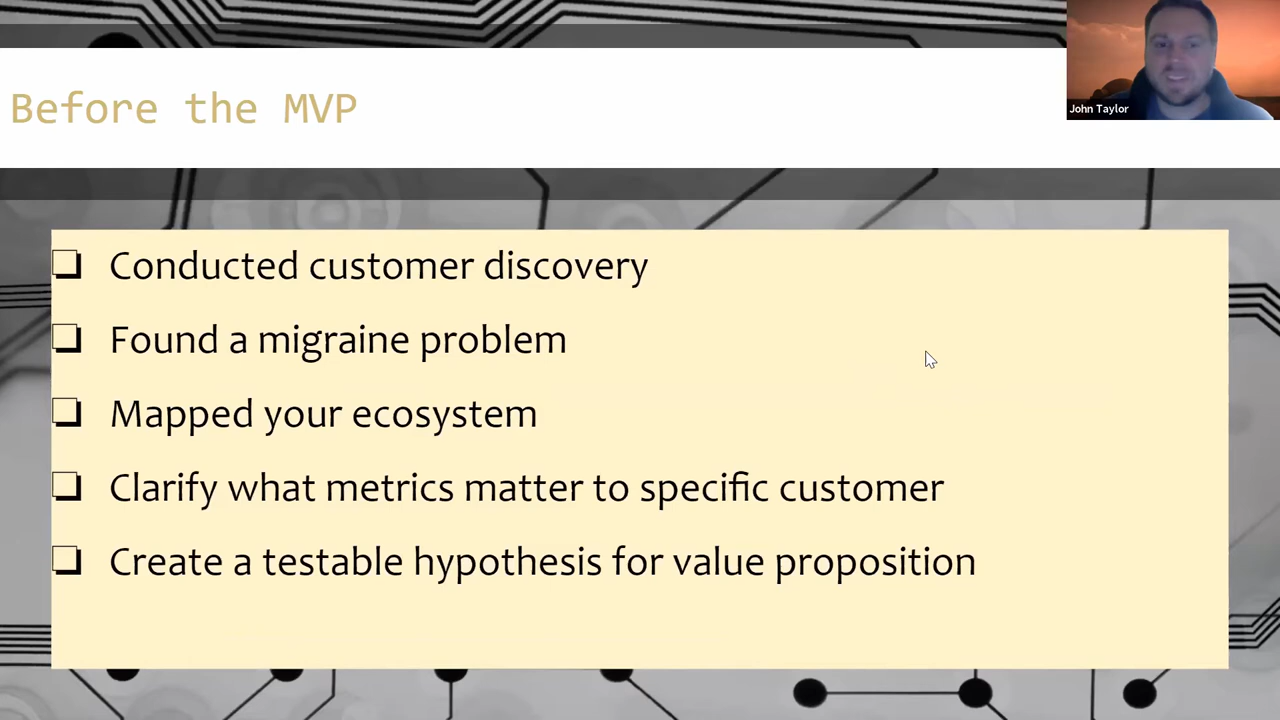 Before the MVP
John Taylor
Conducted customer discovery
Found a migraine problem
Mapped your ecosystem
Clarify what metrics matter to specific customer
Create a testable hypothesis for value proposition